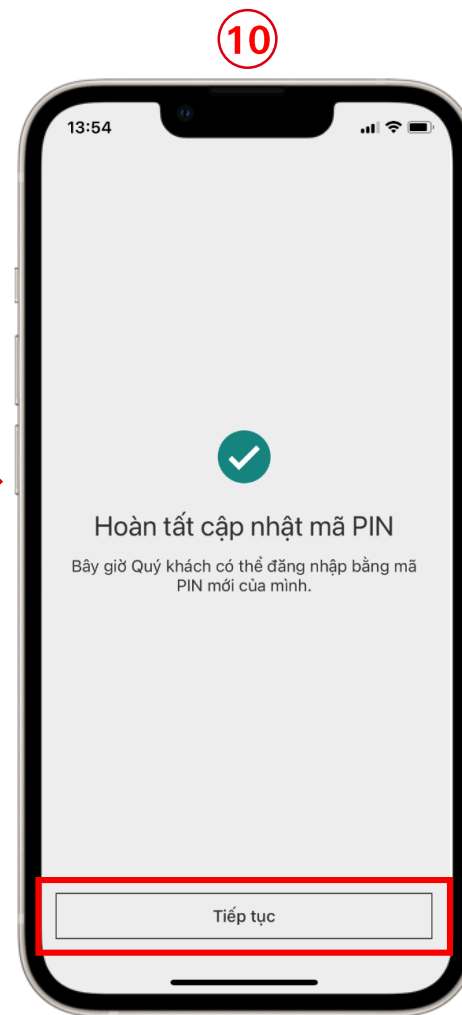 10
13:54
Hoàn tất cập nhật mã PIN
Bây giờ Quý khách có thể đăng nhập bằng mã
PIN mới của mình.
Tiếp tục